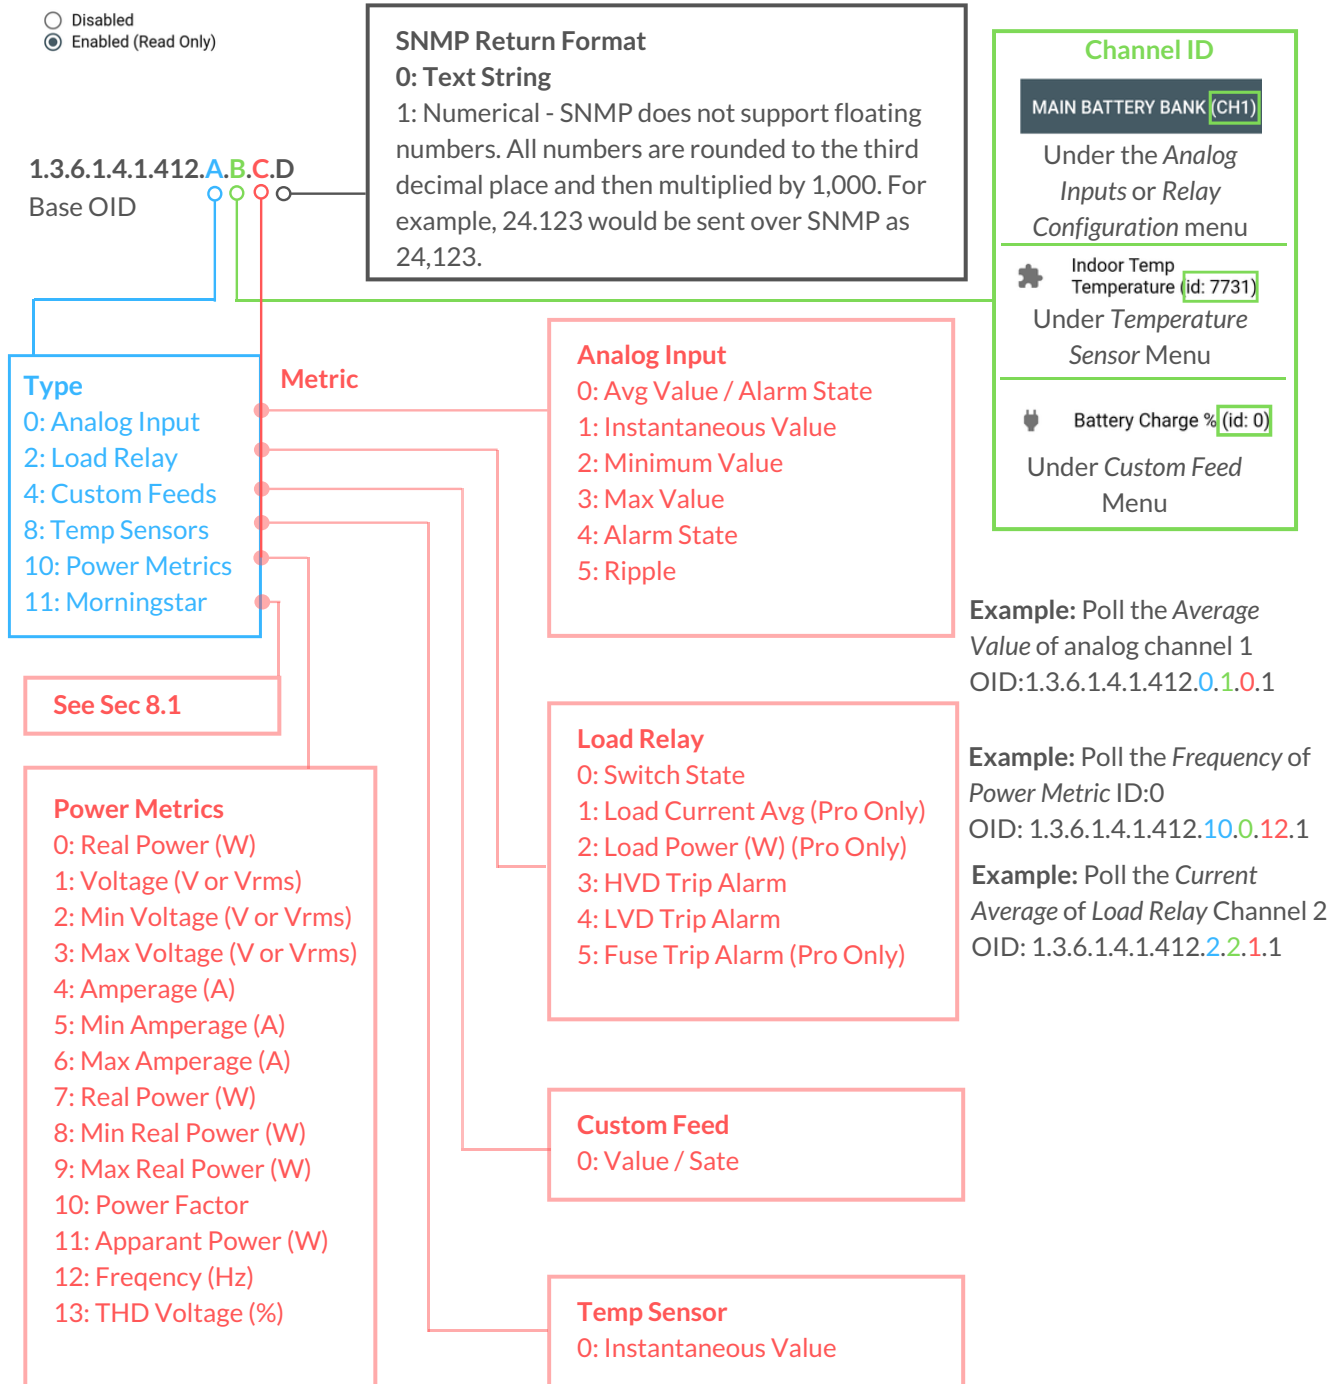 Disabled
Enabled (Read Only)
SNMP Return Format
0: Text String
1: Numerical - SNMP does not support floating
numbers. All numbers are rounded to the third
decimal place and then multiplied by 1,000. For
example, 24.123 would be sent over SNMP as
24,123.
1.3.6.1.4.1.412.A.B.C.D
Base OID
Channel ID
MAIN BATTERY BANK (CH1)
Under the Analog
Inputs or Relay
Configuration menu
Indoor Temp
Temperature (id: 7731)
Under Temperature
Sensor Menu
Battery Charge % (id: 0)
Under Custom Feed
Menu
Type
0: Analog Input
2: Load Relay
4: Custom Feeds
8: Temp Sensors
10: Power Metrics
11: Morningstar
Metric
Analog Input
0: Avg Value / Alarm State
1: Instantaneous Value
2: Minimum Value
3: Max Value
4: Alarm State
5: Ripple
See Sec 8.1
Example: Poll the Average
Value of analog channel 1
OID:1.3.6.1.4.1.412.0.1.0.1
Example: Poll the Frequency of
Power Metric ID:0
OID: 1.3.6.1.4.1.412.10.0.12.1
Example: Poll the Current
Average of Load Relay Channel 2
OID: 1.3.6.1.4.1.412.2.2.1.1
Load Relay
0: Switch State
1: Load Current Avg (Pro Only)
2: Load Power (W) (Pro Only)
3: HVD Trip Alarm
4: LVD Trip Alarm
5: Fuse Trip Alarm (Pro Only)
Power Metrics
0: Real Power (W)
1: Voltage (V or Vrms)
2: Min Voltage (V or Vrms)
3: Max Voltage (V or Vrms)
4: Amperage (A)
5: Min Amperage (A)
6: Max Amperage (A)
7: Real Power (W)
8: Min Real Power (W)
9: Max Real Power (W)
10: Power Factor
11: Apparant Power (W)
12: Freqency (Hz)
13: THD Voltage (%)
Custom Feed
0: Value / Sate
Temp Sensor
0: Instantaneous Value